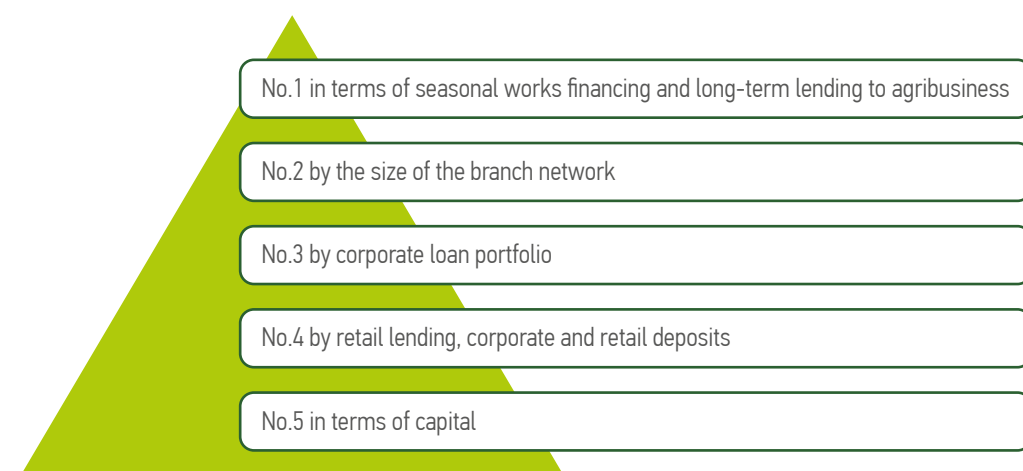 No.1 in terms of seasonal works financing and long-term lending to agribusiness
No.2 by the size of the branch network
No.3 by corporate loan portfolio
No.4 by retail lending, corporate and retail deposits
No.5 in terms of capital